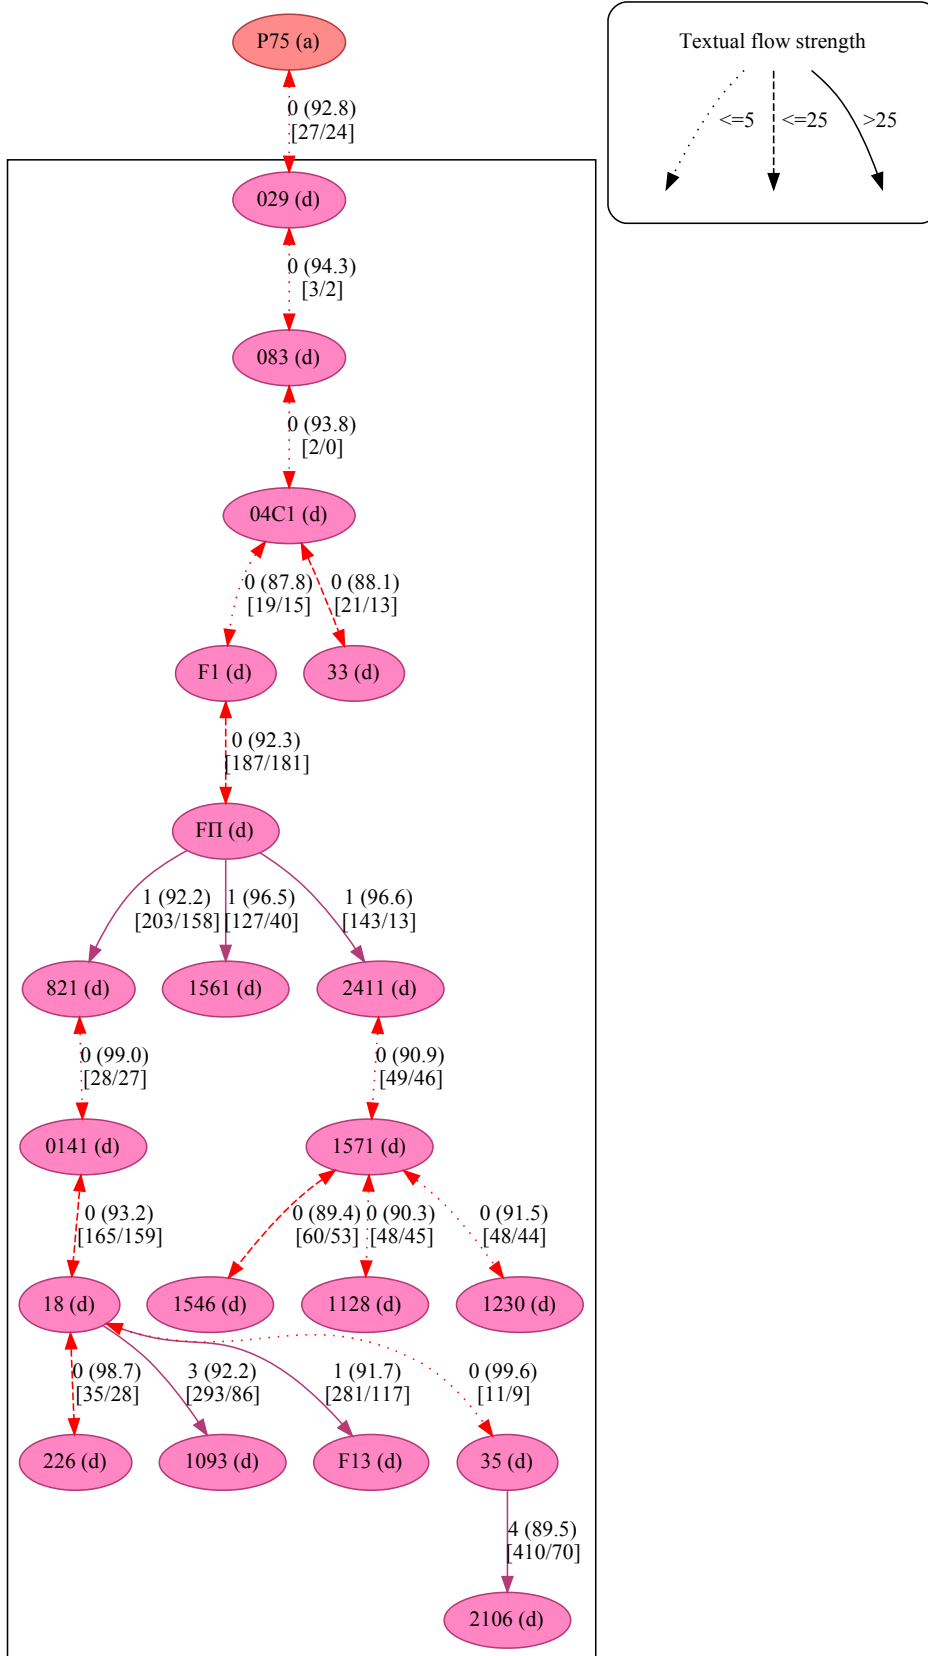 P75 (a)
Textual flow strength
<=5
<=25
>25
0 (92.8)
[27/24]
029 (d)
0 (94.3)
[3/2]
083 (d)
0 (93.8)
[2/0]
04C1 (d)
0 (87.8)
[19/15]
0 (88.1)
[21/13]
F1 (d)
33 (d)
0 (92.3)
[187/181]
FΠ (d)
1 (92.2)
[203/158]
1 (96.5)
[127/40]
1 (96.6)
[143/13]
821 (d)
1561 (d)
2411 (d)
0 (99.0)
[28/27]
0 (90.9)
[49/46]
0141 (d)
1571 (d)
0 (93.2)
[165/159]
0 (89.4)
[60/53]
0 (90.3)
[48/45]
0 (91.5)
[48/44]
18 (d)
1546 (d)
1128 (d)
1230 (d)
0 (98.7)
[35/28]
3 (92.2)
[293/86]
1 (91.7)
[281/117]
0 (99.6)
[11/9]
226 (d)
1093 (d)
F13 (d)
35 (d)
4 (89.5)
[410/70]
2106 (d)